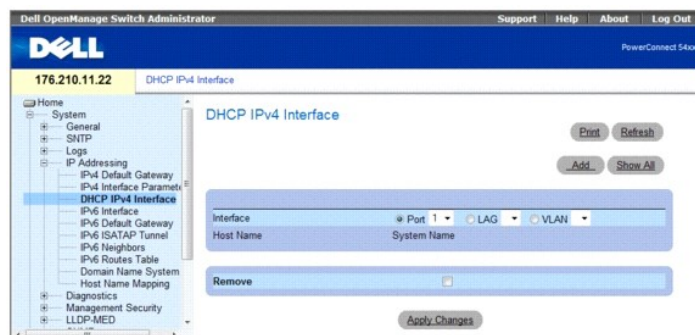 Dell OpenManage Switch Administrator Support Help About Log Out
DELL
PowerConnect 54xx
176.210.11.22 DHCP IPv4 Interface
Home
System
General
SNTP
Logs
IP Addressing
IPv4 Default Gateway
IPv4 Interface Paramete
DHCP IPv4 Interface
IPv6 Interface
IPv6 Default Gateway
IPv6 ISATAP Tunnel
IPv6 Neighbors
IPv6 Routes Table
Domain Name System
Host Name Mapping
Diagnostics
Management Security
LLDP-MED
DHCP IPv4 Interface
Print Refresh
Add Show All
Interface Port 1 LAG VLAN
Host Name System Name
Remove
Apply Changes